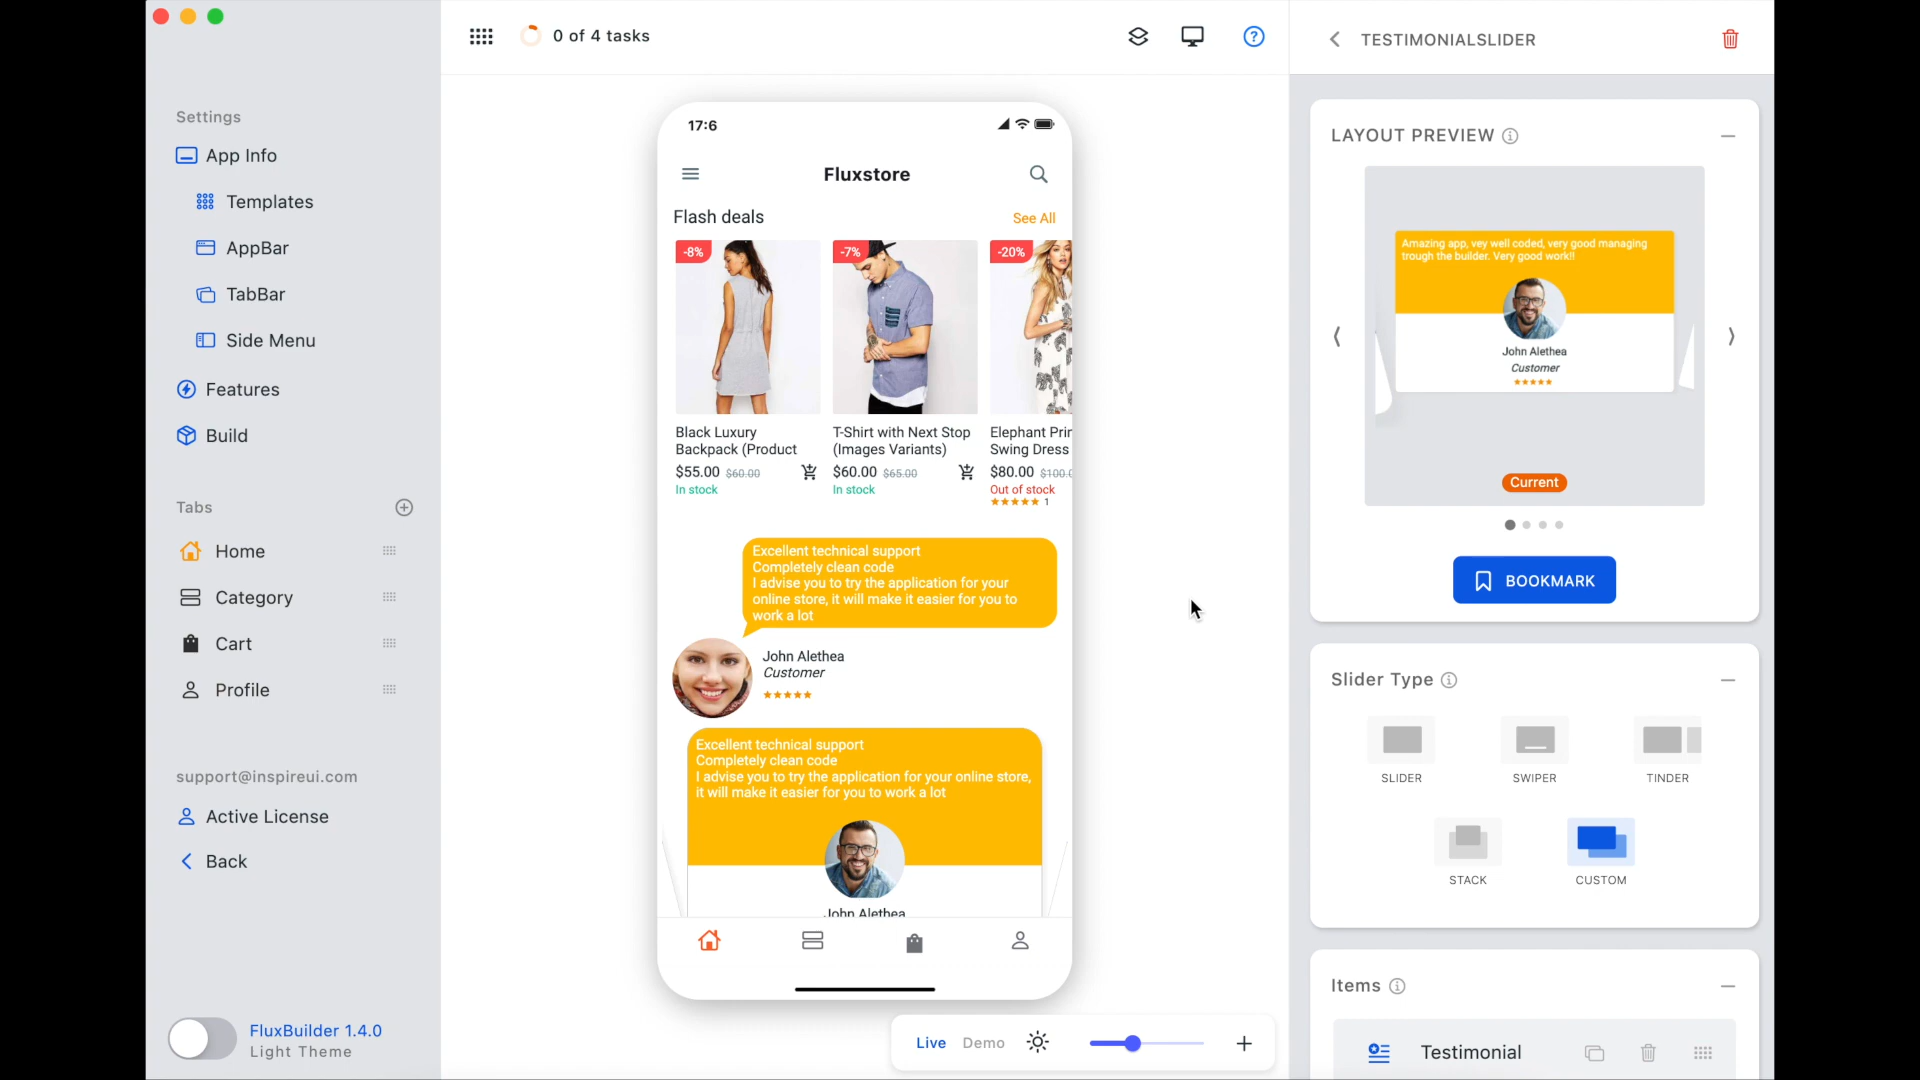 0 of 4 tasks
TESTIMONIALSLIDER
Settings
App Info
Templates
AppBar
TabBar
Side Menu
Features
Build
Tabs
Home
Category
Cart
Profile
support@inspireui.com
Active License
Back
FluxBuilder 1.4.0
Light Theme
17:6
Fluxstore
Flash deals
See All
-8%
-7%
-20%
Black Luxury
Backpack (Product
$55.00 $60.00
In stock
T-Shirt with Next Stop
(Images Variants)
$60.00 $65.00
In stock
Elephant Prin
Swing Dress
$80.00 $100.0
Out of stock
1
Excellent technical support
Completely clean code
I advise you to try the application for your
online store, it will make it easier for you to
work a lot
John Alethea
Customer
Excellent technical support
Completely clean code
I advise you to try the application for your online store,
it will make it easier for you to work a lot
John Alethea
Live
Demo
LAYOUT PREVIEW
Amazing app, vey well coded, very good managing
trough the builder. Very good work!!
John Alethea
Customer
Current
BOOKMARK
Slider Type
SLIDER
SWIPER
TINDER
STACK
CUSTOM
Items
Testimonial